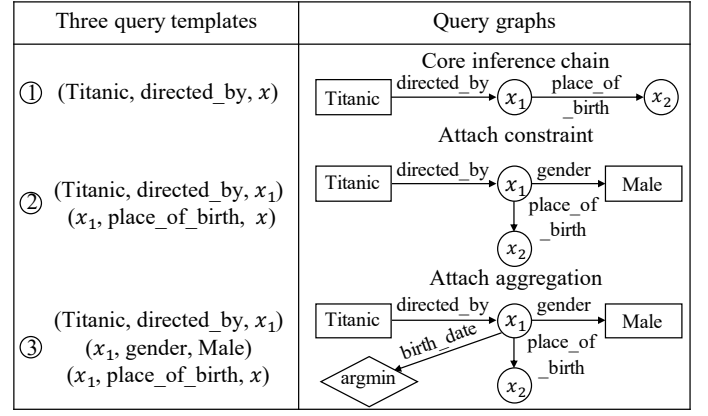 Three query templates
Query graphs
① (Titanic, directed_by, x)
Core inference chain
Titanic
directed_by
x₁
place_of
_birth
x₂
② (Titanic, directed_by, x₁)
(x₁, place_of_birth, x)
Attach constraint
Titanic
directed_by
x₁
gender
Male
place_of
_birth
x₂
③ (Titanic, directed_by, x₁)
(x₁, gender, Male)
(x₁, place_of_birth, x)
Attach aggregation
Titanic
directed_by
x₁
gender
Male
birth_date
argmin
place_of
_birth
x₂